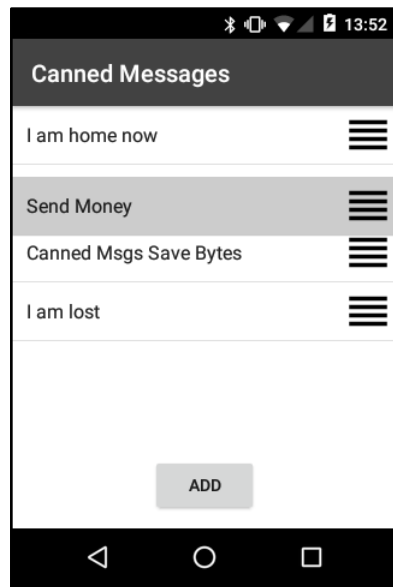 13:52
Canned Messages
I am home now
Send Money
Canned Msgs Save Bytes
I am lost
ADD